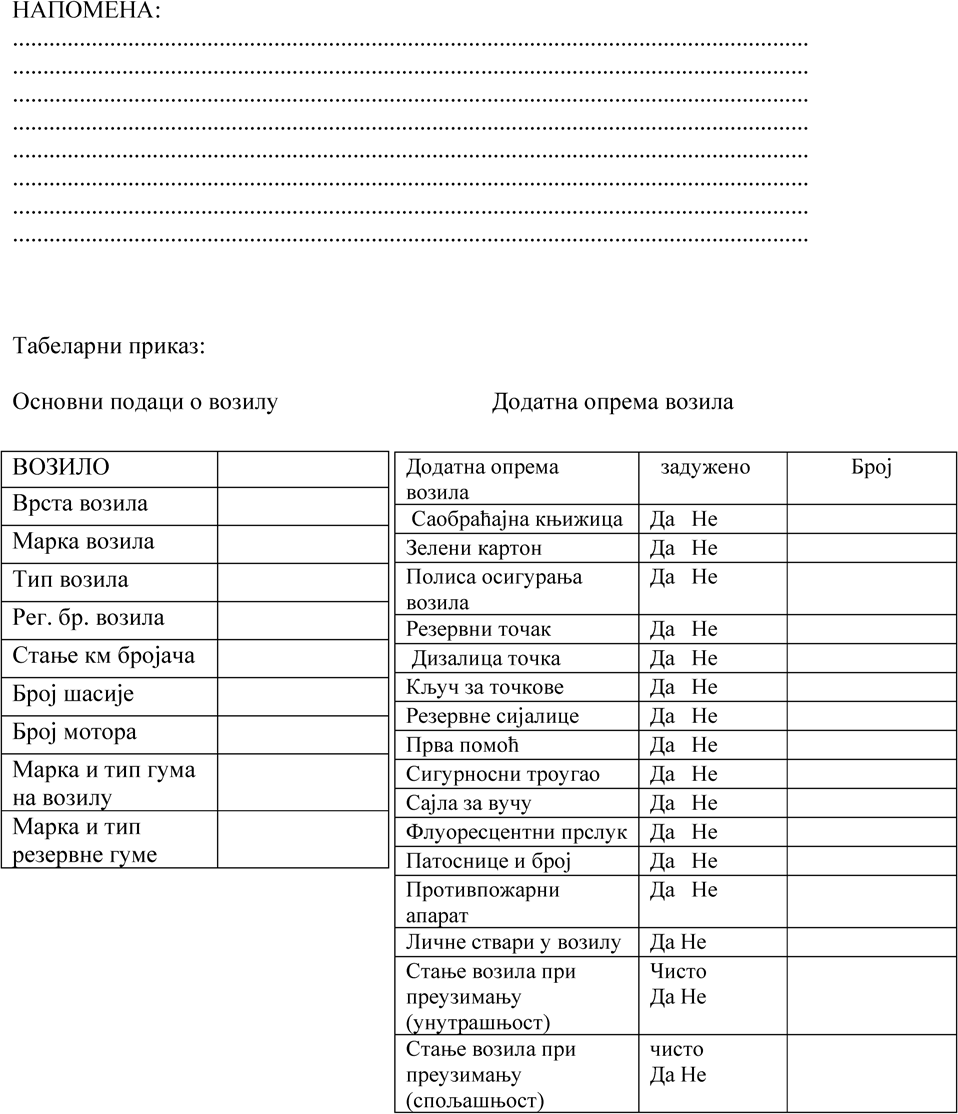 НАПОМЕНА:
....................................................................................................................................
....................................................................................................................................
....................................................................................................................................
....................................................................................................................................
....................................................................................................................................
....................................................................................................................................
....................................................................................................................................
....................................................................................................................................
Табеларни приказ:
Основни подаци о возилу
ВОЗИЛО
Врста возила
Марка возила
Тип возила
Рег. бр. возила
Стање км бројача
Број шасије
Број мотора
Марка и тип гума
на возилу
Марка и тип
резервне гуме
Додатна опрема возила
Додатна опрема задужено Број
возила
Саобраћајна књижица Да Не
Зелени картон Да Не
Полиса осигурања Да Не
возила
Резервни точак Да Не
Дизалица точка Да Не
Кључ за точкове Да Не
Резервне сијалице Да Не
Прва помоћ Да Не
Сигурносни троугао Да Не
Сајла за вучу Да Не
Флуоресцентни прслук Да Не
Патоснице и број Да Не
Противпожарни Да Не
апарат
Личне ствари у возилу Да Не
Стање возила при Чисто
преузимању Да Не
(унутрашњост)
Стање возила при чисто
преузимању Да Не
(спољашњост)